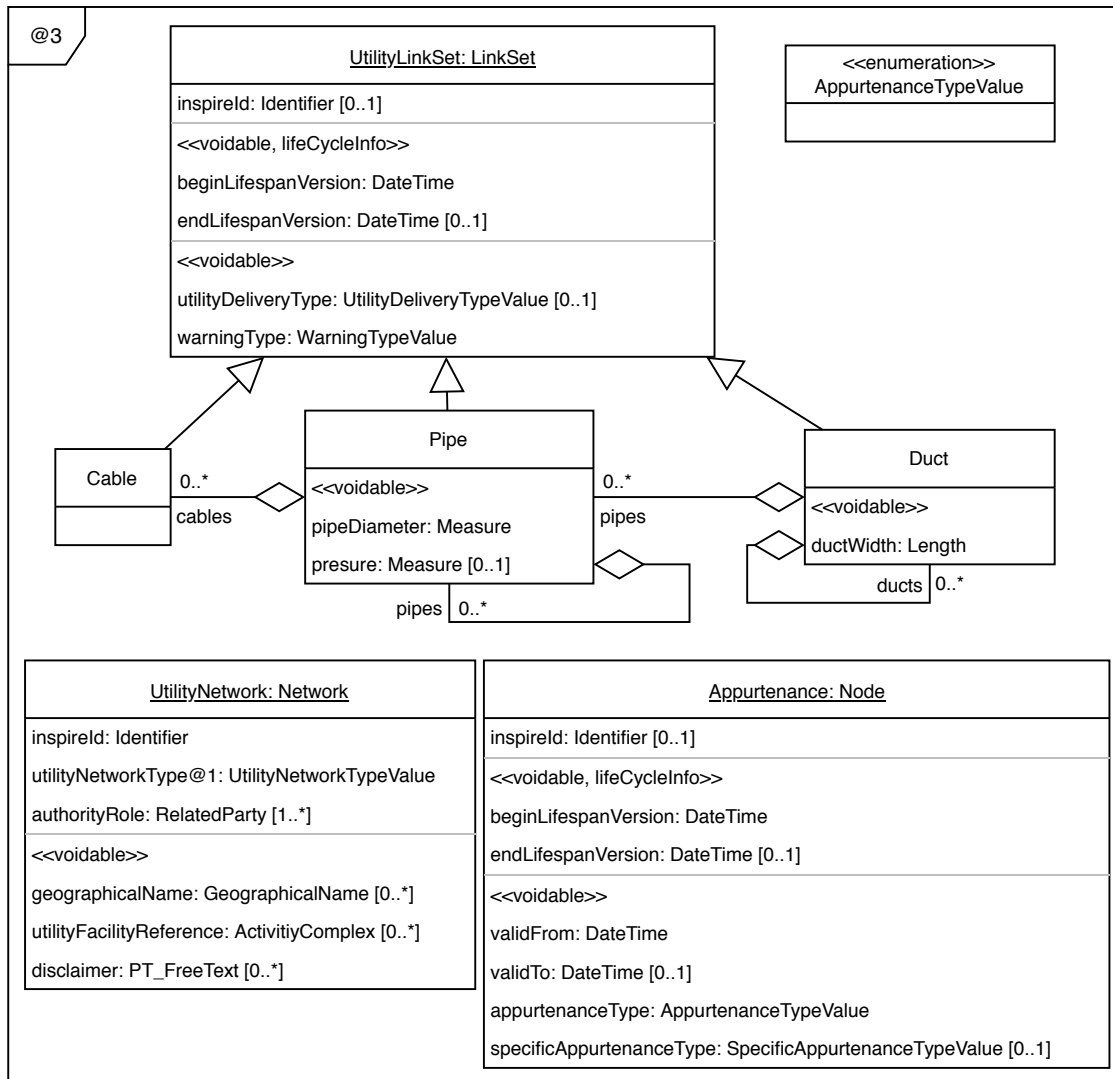 @3
UtilityLinkSet: LinkSet
inspireId: Identifier [0..1]
<<voidable, lifeCycleInfo>>
beginLifespanVersion: DateTime
endLifespanVersion: DateTime [0..1]
<<voidable>>
utilityDeliveryType: UtilityDeliveryTypeValue [0..1]
warningType: WarningTypeValue
<<enumeration>>
AppurtenanceTypeValue
Cable
0..*
cables
Pipe
<<voidable>>
pipeDiameter: Measure
presure: Measure [0..1]
pipes
0..*
0..*
pipes
Duct
<<voidable>>
ductWidth: Length
ducts
0..*
UtilityNetwork: Network
inspireId: Identifier
utilityNetworkType@1: UtilityNetworkTypeValue
authorityRole: RelatedParty [1..*]
<<voidable>>
geographicalName: GeographicalName [0..*]
utilityFacilityReference: ActivitiyComplex [0..*]
disclaimer: PT_FreeText [0..*]
Appurtenance: Node
inspireId: Identifier [0..1]
<<voidable, lifeCycleInfo>>
beginLifespanVersion: DateTime
endLifespanVersion: DateTime [0..1]
<<voidable>>
validFrom: DateTime
validTo: DateTime [0..1]
appurtenanceType: AppurtenanceTypeValue
specificAppurtenanceType: SpecificAppurtenanceTypeValue [0..1]